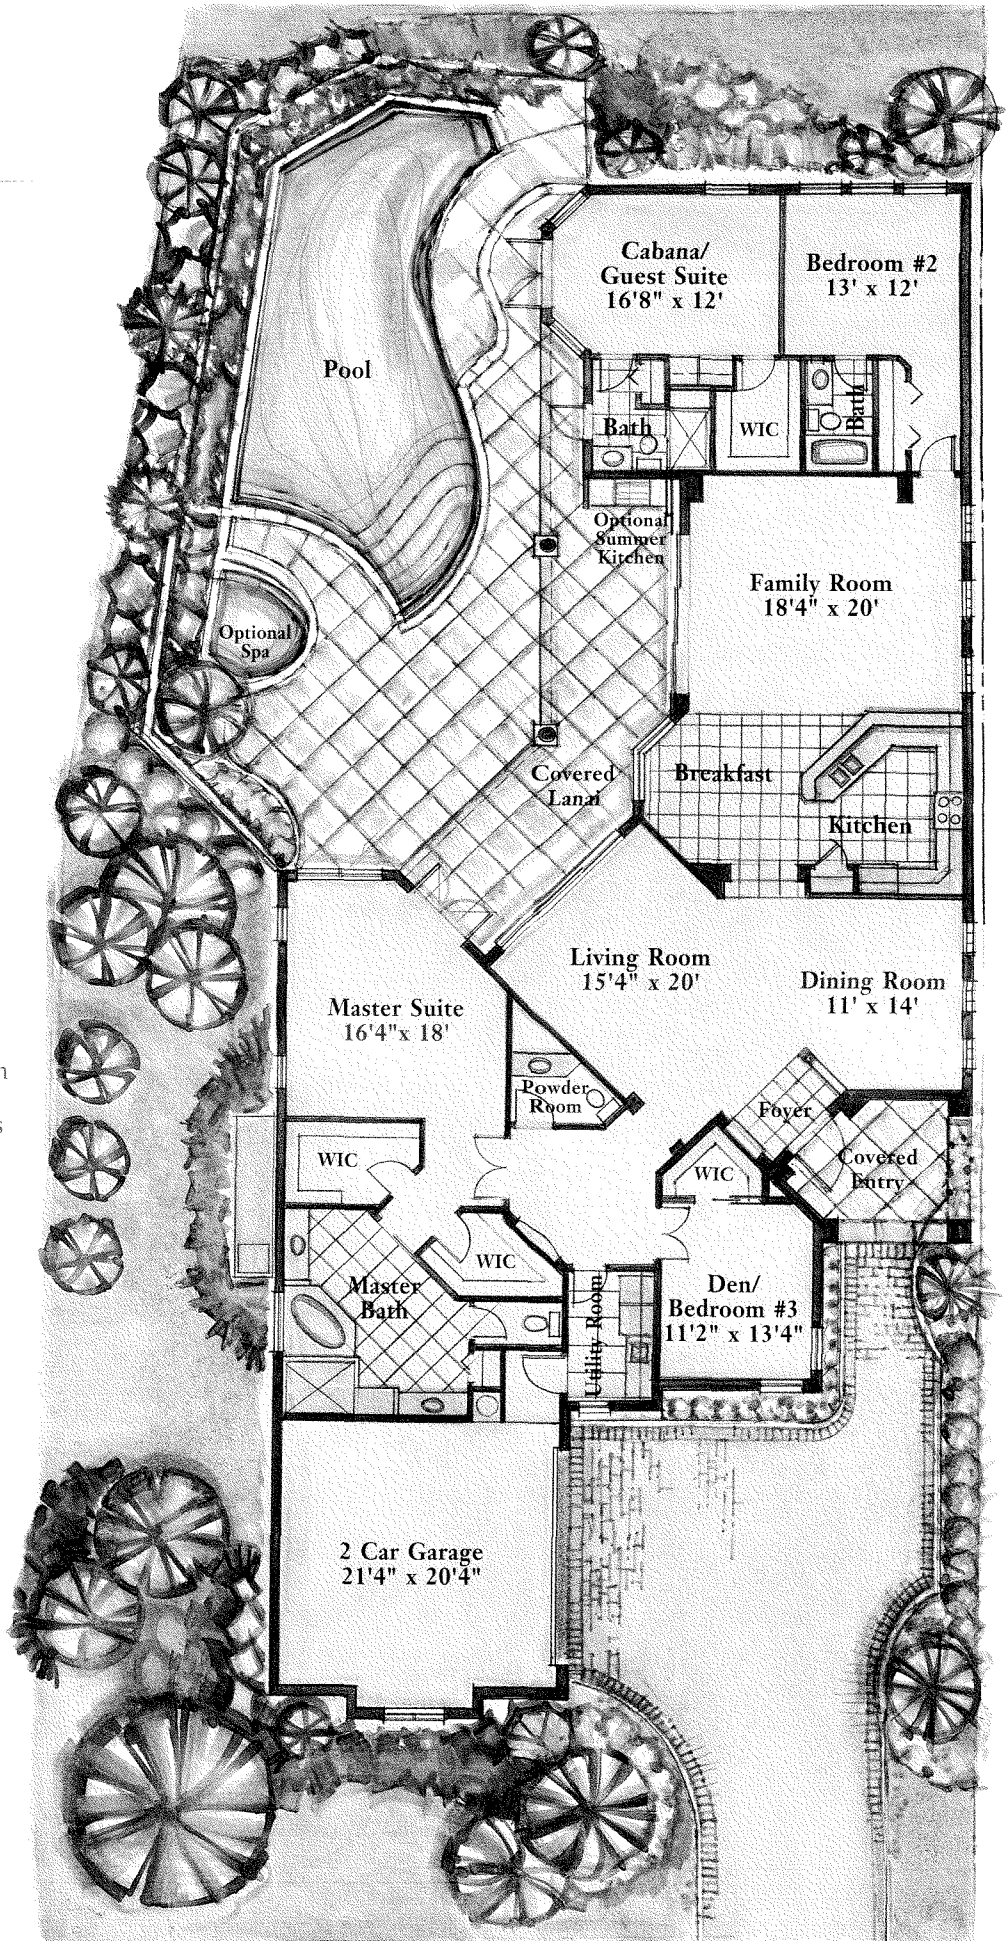 Cabana/
Guest Suite
16'8" x 12'
Bedroom #2
13' x 12'
Pool
Bath
WIC
Bath
Optional
Summer
Kitchen
Family Room
18'4" x 20'
Optional
Spa
Covered
Lanai
Breakfast
Kitchen
Living Room
15'4" x 20'
Dining Room
11' x 14'
Master Suite
16'4"x 18'
Powder
Room
Foyer
Covered
Entry
WIC
WIC
WIC
Master
Bath
Utility Room
Den/
Bedroom #3
11'2" x 13'4"
2 Car Garage
21'4" x 20'4"